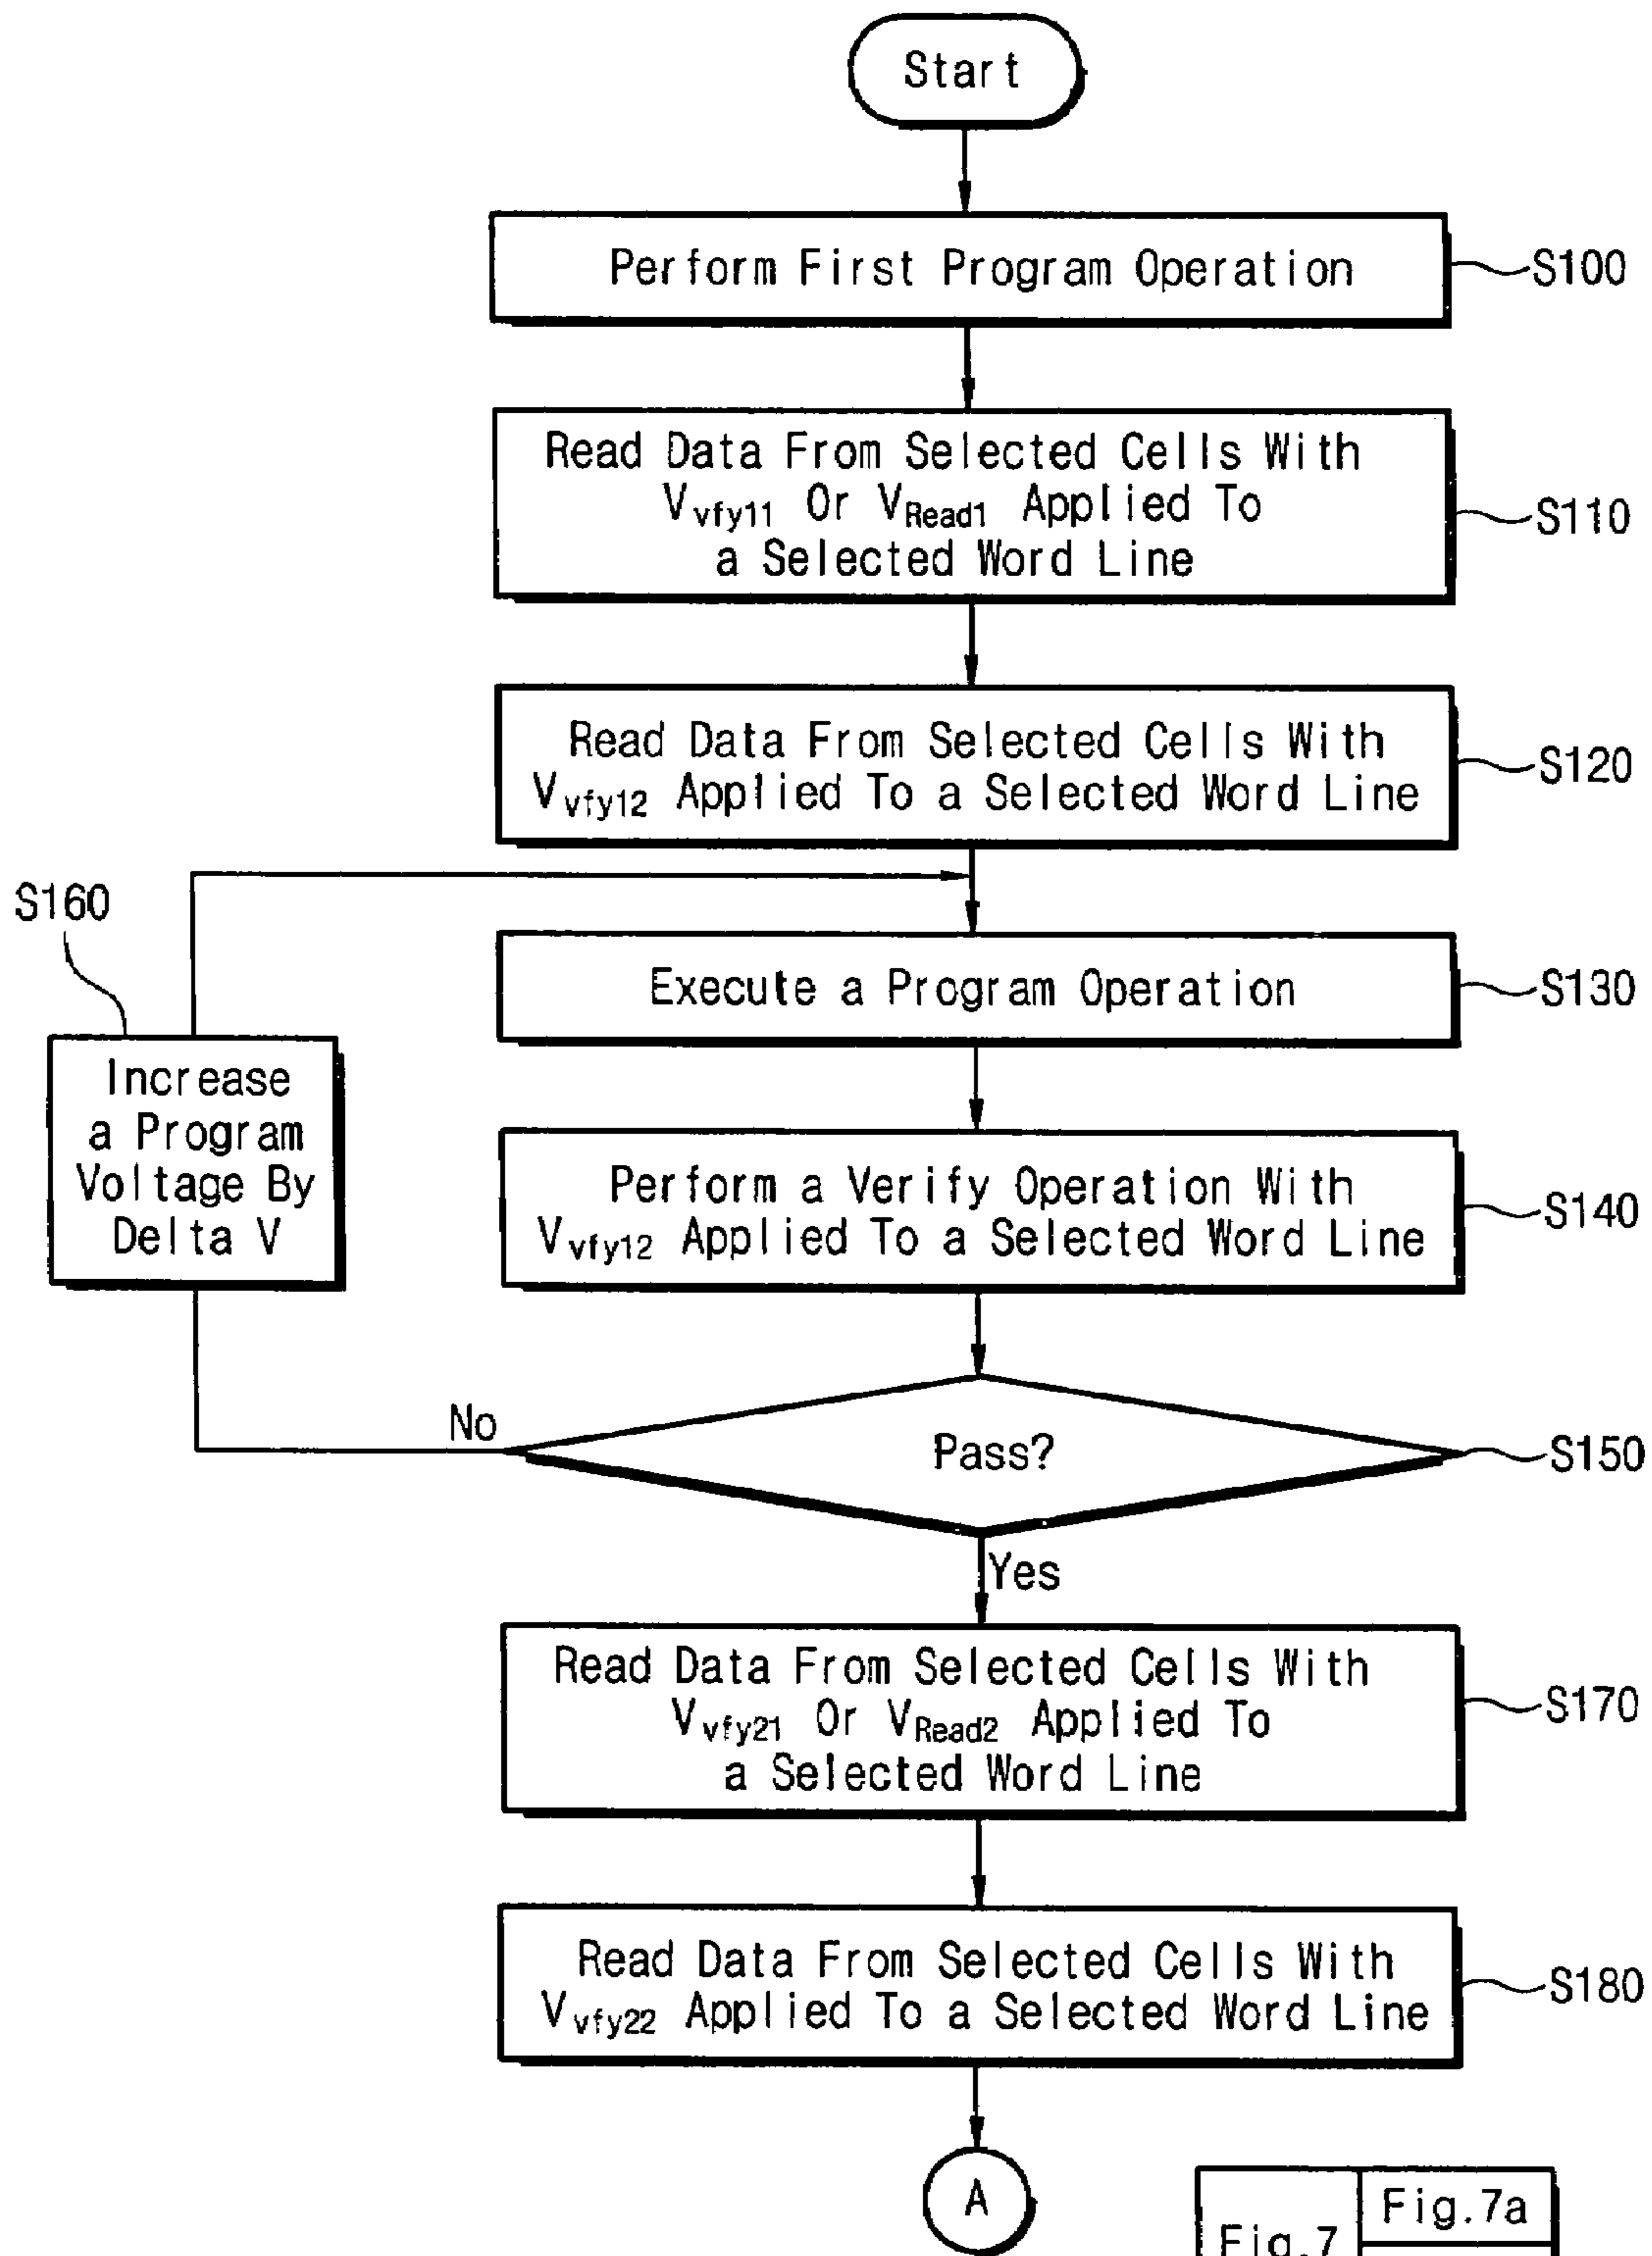 Start
Perform First Program Operation
S100
Read Data From Selected Cells With
Vvfy11 Or VRead1 Applied To
a Selected Word Line
S110
Read Data From Selected Cells With
Vvfy12 Applied To a Selected Word Line
S120
S160
Execute a Program Operation
S130
Increase
a Program
Voltage By
Delta V
Perform a Verify Operation With
Vvfy12 Applied To a Selected Word Line
S140
No
Pass?
S150
Yes
Read Data From Selected Cells With
Vvfy21 Or VRead2 Applied To
a Selected Word Line
S170
Read Data From Selected Cells With
Vvfy22 Applied To a Selected Word Line
S180
A
Fig.7a
Fig.7